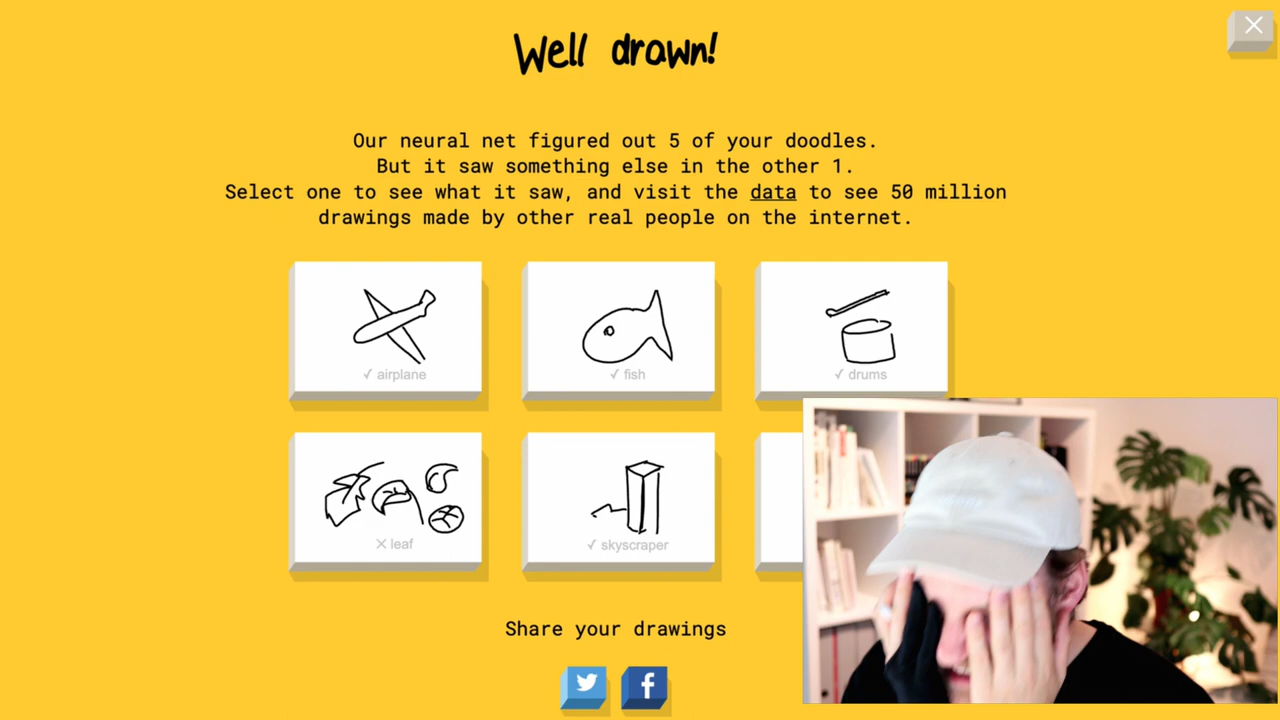 Well drawn!
Our neural net figured out 5 of your doodles.
But it saw something else in the other 1.
Select one to see what it saw, and visit the data to see 50 million
drawings made by other real people on the internet.
✓ airplane
✓ fish
✓ drums
✕ leaf
✓ skyscraper
Share your drawings